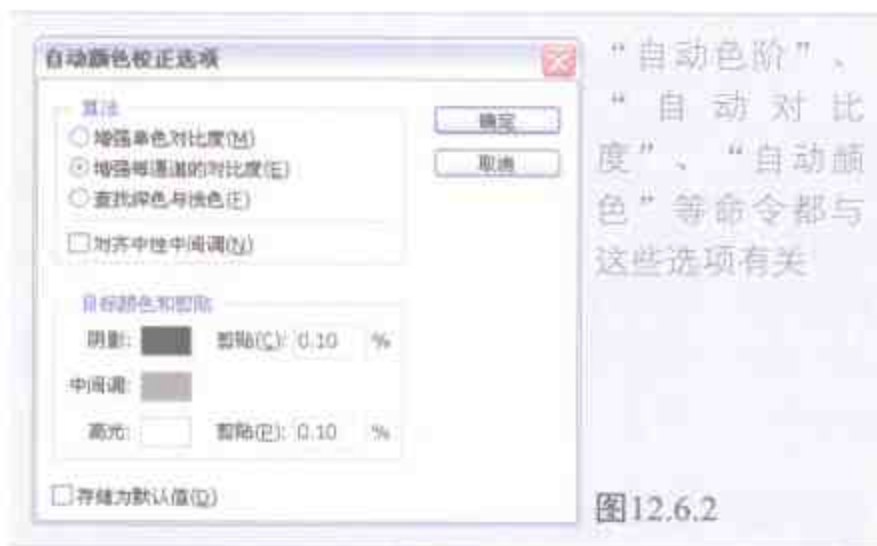 自动颜色校正选项
算法
增强单色对比度(M)
增强每通道的对比度(E)
查找深色与浅色(F)
对齐中性中间调(N)
确定
取消
目标颜色和剪贴
阴影: 剪贴(C): 0.10 %
中间调:
高光: 剪贴(P): 0.10 %
存储为默认值(D)
“自动色阶”、
“自动对比
度”、“自动颜
色”等命令都与
这些选项有关
图12.6.2